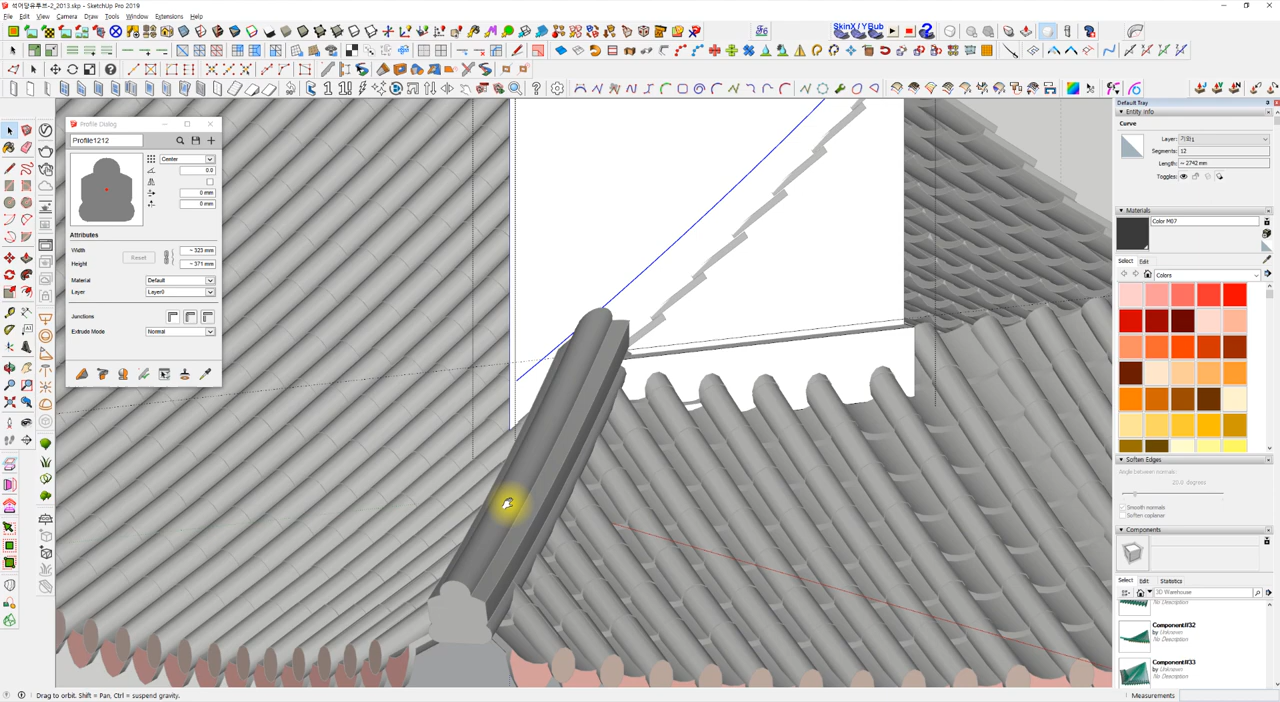 석어당유투브-2_2013.skp - SketchUp Pro 2019
File Edit View Camera Draw Tools Window Extensions Help
SkinX/YBub
Profile Dialog
Profile1212
Center
0.0
0 mm
0 mm
Attributes
Width ~ 323 mm
Reset
Height ~ 371 mm
Material Default
Layer Layer0
Junctions
Extrude Mode Normal
Default Tray
Entity Info
Curve
Layer:
Segments: 12
Length: ~ 2742 mm
Toggles:
Materials
Color M07
Select Edit
Colors
Soften Edges
Angle between normals:
20.0 degrees
Smooth normals
Soften coplanar
Components
Select Edit Statistics
3D Warehouse
No Description
Component#32
by Unknown
No Description
Component#33
by Unknown
No Description
Drag to orbit. Shift = Pan, Ctrl = suspend gravity.
Measurements